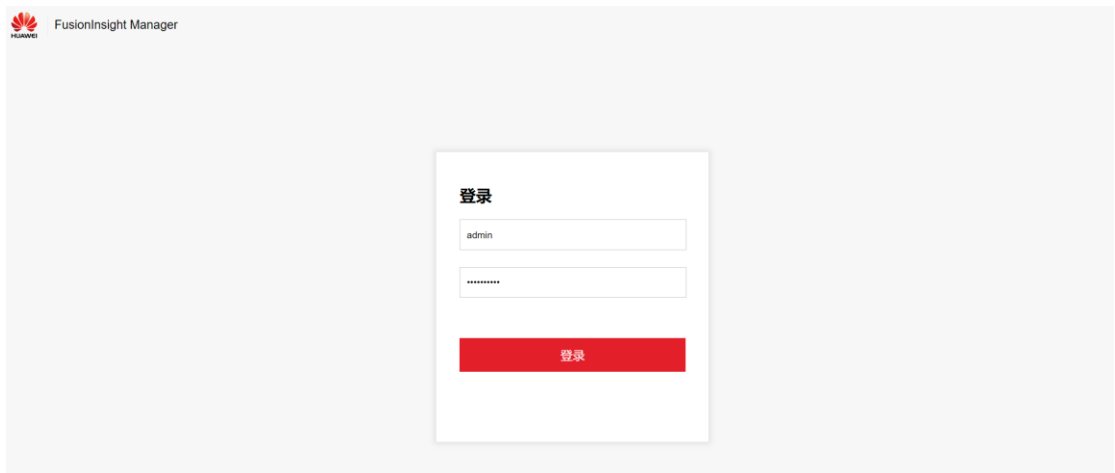 HUAWEI
FusionInsight Manager
登录
admin
••••••••••
登录